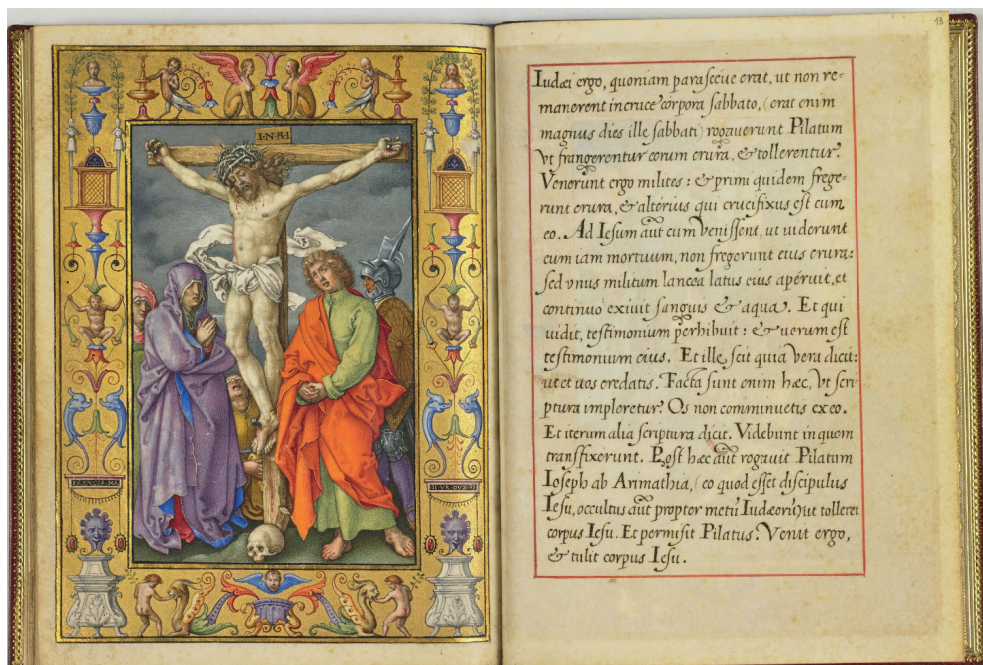 I·N·R·I
13
Iudæi ergo, quoniam parasceue erat, ut non re-
manerent in cruce corpora sabbato, (erat enim
magnus dies ille sabbati) rogauerunt Pilatum
vt frangerentur eorum crura, & tollerentur.
Venerunt ergo milites: & primi quidem frege-
runt crura, & alterius qui crucifixus est cum
eo. Ad Iesum aūt cum venissent, ut uiderunt
eum iam mortuum, non fregerunt eius crura:
sed vnus militum lancea latus eius aperuit, et
continuo exiuit sanguis & aqua. Et qui
uidit, testimonium perhibuit: & uerum est
testimonium eius. Et ille scit quia vera dicit:
ut et uos credatis. Facta sunt enim hæc, vt scri
ptura impleretur. Os non comminuetis ex eo.
Et iterum alia scriptura dicit. Videbunt in quem
transfixerunt. Post hæc aūt rogauit Pilatum
Ioseph ab Arimathia, (eo quod esset discipulus
Iesu, occultus aūt propter metū Iudæorū) ut tolleret
corpus Iesu. Et permisit Pilatus. Venit ergo,
& tulit corpus Iesu.